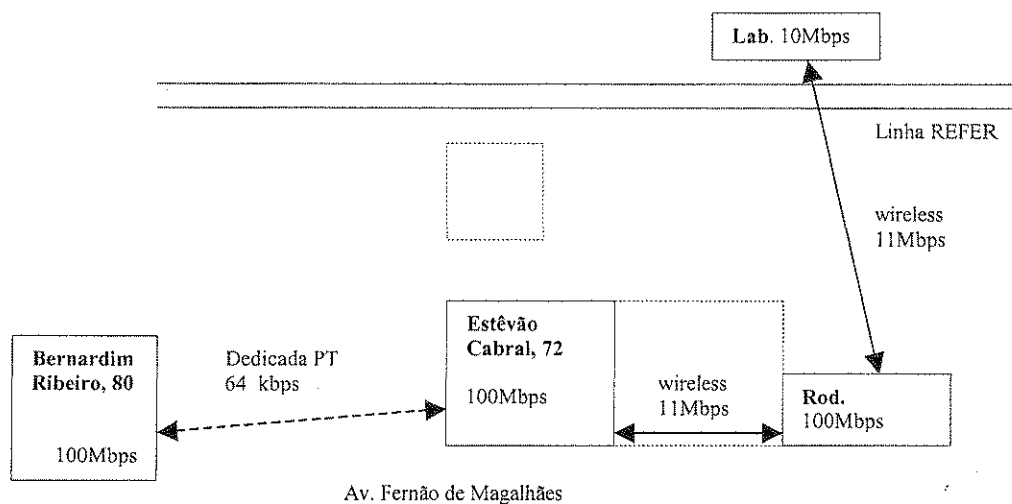 Lab. 10Mbps
Linha REFER
wireless
11Mbps
Estêvão
Cabral, 72
100Mbps
Bernardim
Ribeiro, 80
100Mbps
Dedicada PT
64 kbps
wireless
11Mbps
Rod.
100Mbps
Av. Fernão de Magalhães